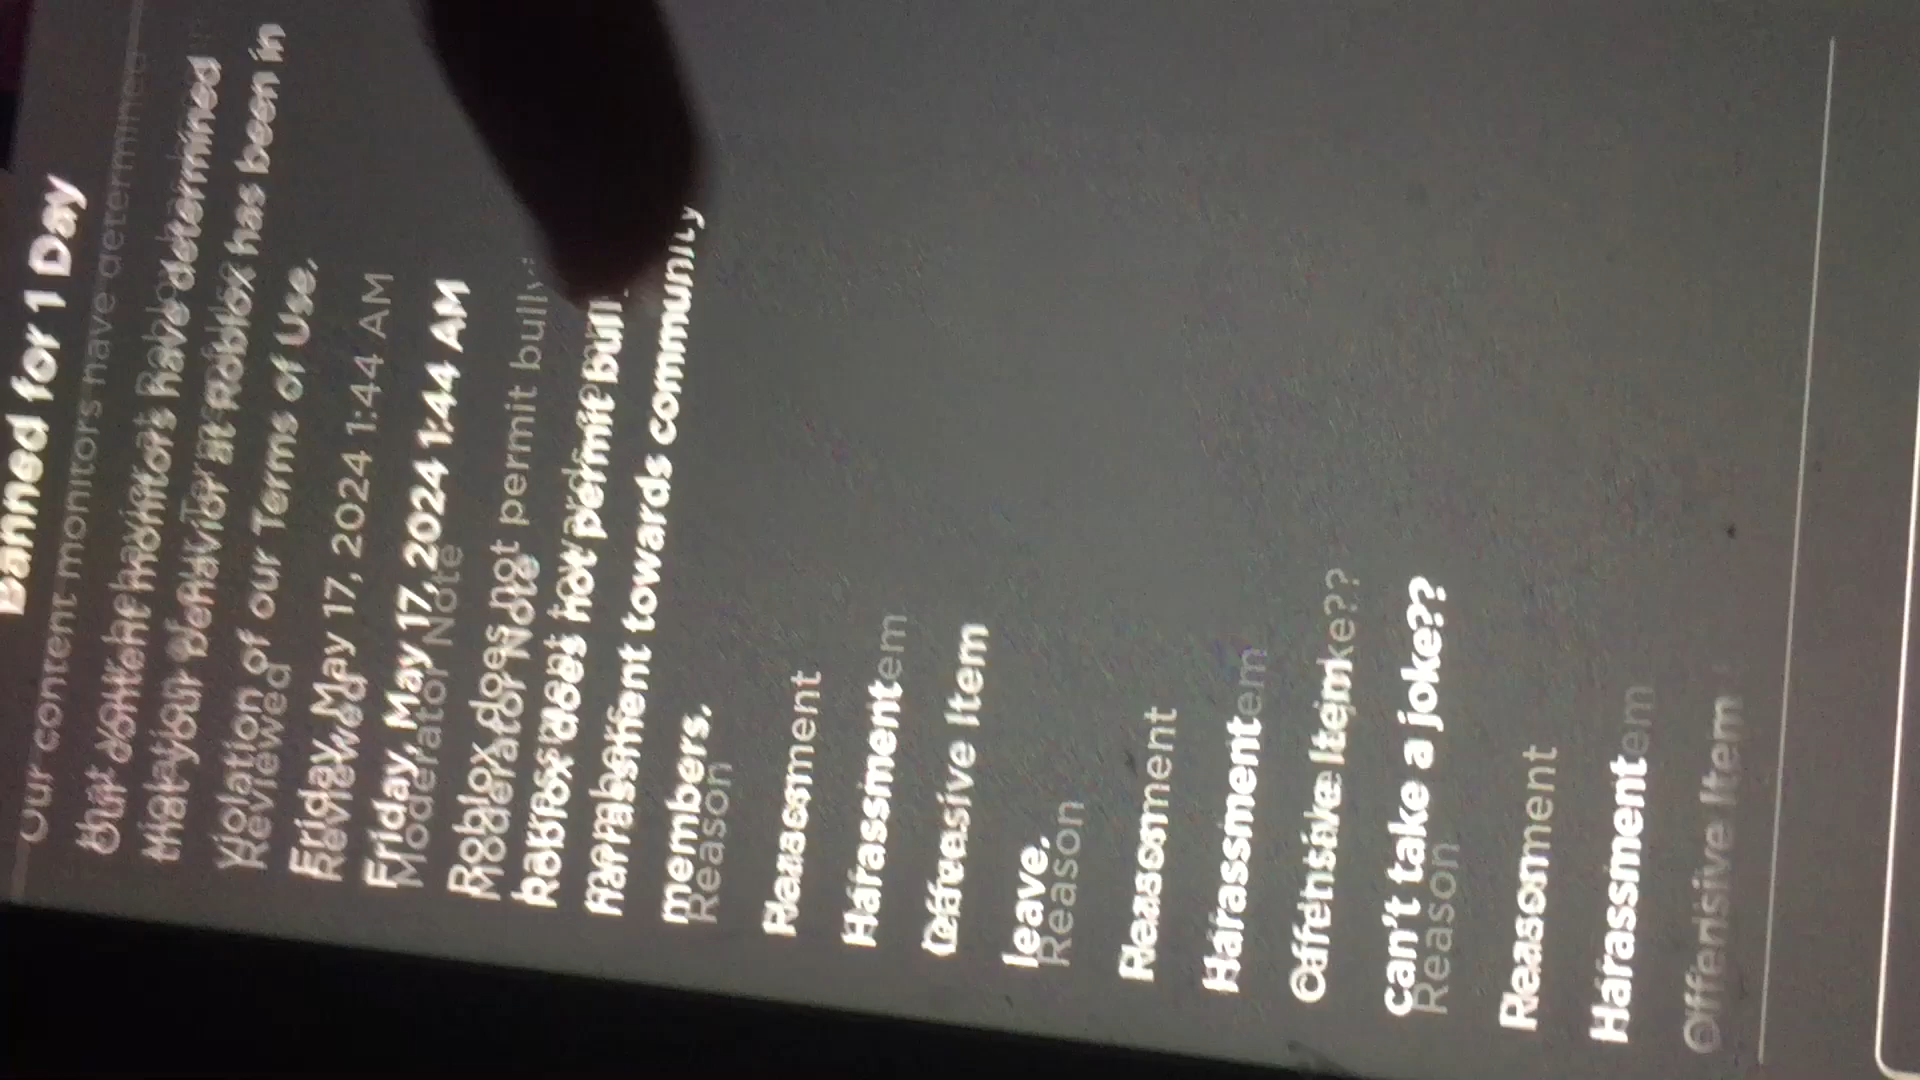 Banned for 1 Day
Our content monitors have determined
that your behavior at Roblox has been in
violation of our Terms of Use.
Reviewed
Friday, May 17, 2024 1:44 AM
Moderator Note
Roblox does not permit
harassment towards community
members.
Reason
Harassment
Offensive Item
leave.
Reason
Harassment
Offensive Item
can't take a joke??
Reason
Harassment
Offensive Item